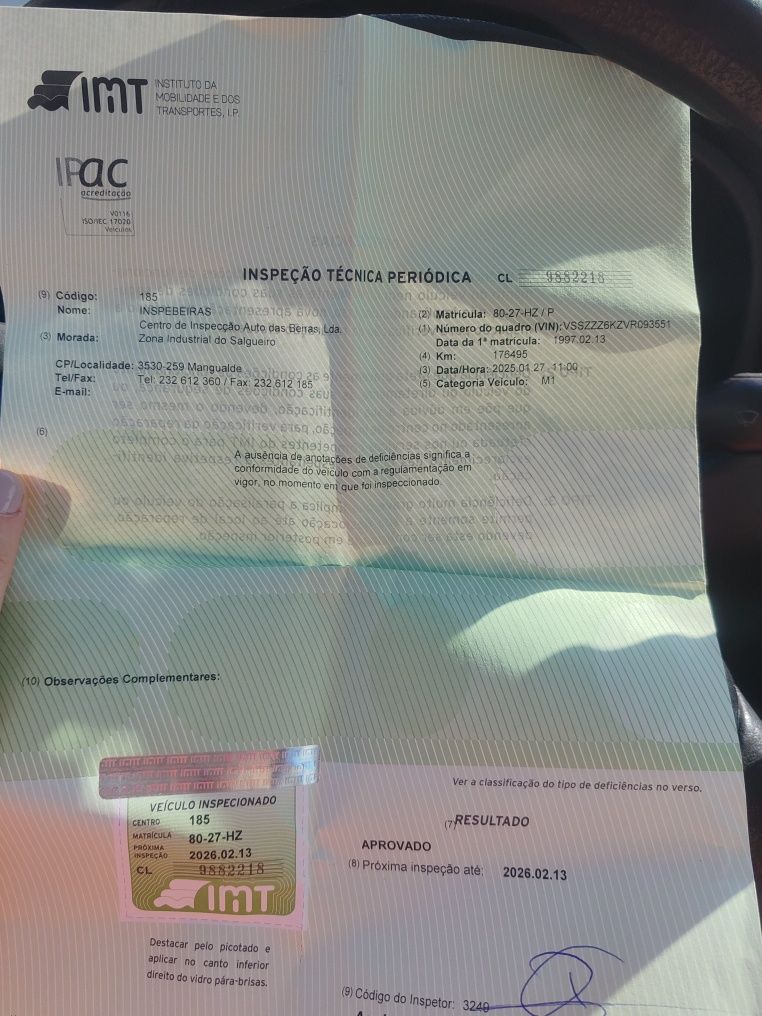 IMT INSTITUTO DA
MOBILIDADE E DOS
TRANSPORTES, I.P.
IPAC
acreditação
V0116
ISO/IEC 17020
Veículos
INSPEÇÃO TÉCNICA PERIÓDICA CL 9882218
(9) Código: 185
Nome: INSPEBEIRAS
Centro de Inspecção Auto das Beiras, Lda.
(3) Morada: Zona Industrial do Salgueiro
CP/Localidade: 3530-259 Mangualde
Tel/Fax: Tel: 232 612 360 / Fax: 232 612 185
E-mail:
(2) Matrícula: 80-27-HZ / P
(1) Número do quadro (VIN): VSSZZZ6KZVR093551
Data da 1ª matrícula: 1997.02.13
(4) Km: 176495
(3) Data/Hora: 2025.01.27 11:00
(5) Categoria Veículo: M1
(6)
A ausência de anotações de deficiências significa a
conformidade do veículo com a regulamentação em
vigor, no momento em que foi inspeccionado.
(10) Observações Complementares:
Ver a classificação do tipo de deficiências no verso.
VEÍCULO INSPECIONADO
CENTRO 185
MATRÍCULA 80-27-HZ
PRÓXIMA
INSPEÇÃO 2026.02.13
CL 9882218
IMT
(7) RESULTADO
APROVADO
(8) Próxima inspeção até: 2026.02.13
Destacar pelo picotado e
aplicar no canto inferior
direito do vidro pára-brisas.
(9) Código do Inspetor: 3249